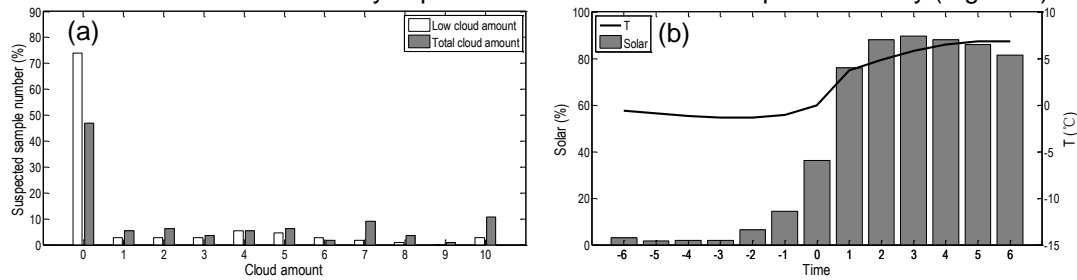 (a)
Low cloud amount
Total cloud amount
Suspected sample number (%)
90
80
70
60
50
40
30
20
10
0
0 1 2 3 4 5 6 7 8 9 10
Cloud amount
(b)
T
Solar
Solar (%)
100
80
60
40
20
0
T (℃)
10
5
0
-5
-10
-15
-6 -5 -4 -3 -2 -1 0 1 2 3 4 5 6
Time